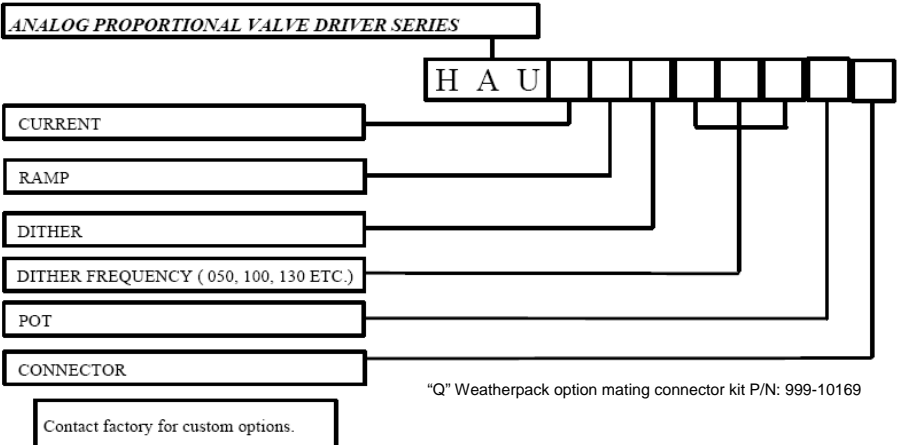 ANALOG PROPORTIONAL VALVE DRIVER SERIES
H A U
CURRENT
RAMP
DITHER
DITHER FREQUENCY ( 050, 100, 130 ETC.)
POT
CONNECTOR
“Q” Weatherpack option mating connector kit P/N: 999-10169
Contact factory for custom options.